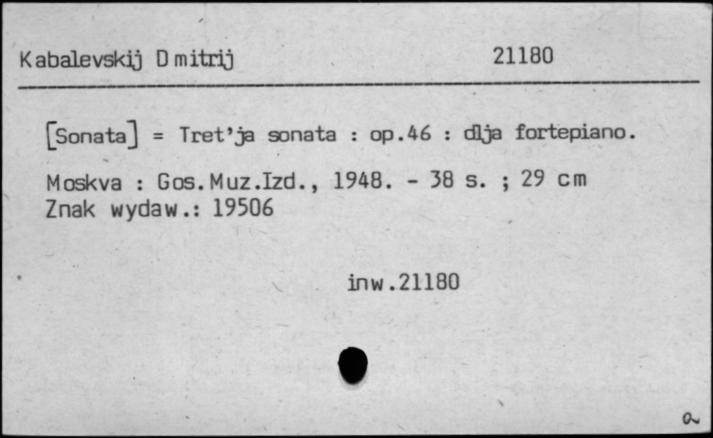 Kabalevskij Dmitrij 21180
[Sonata] = Tret'ja sonata : op.46 : dlja fortepiano.
Moskva : Gos.Muz.Izd., 1948. - 38 s. ; 29 cm
Znak wydaw.: 19506
inw.21180
a